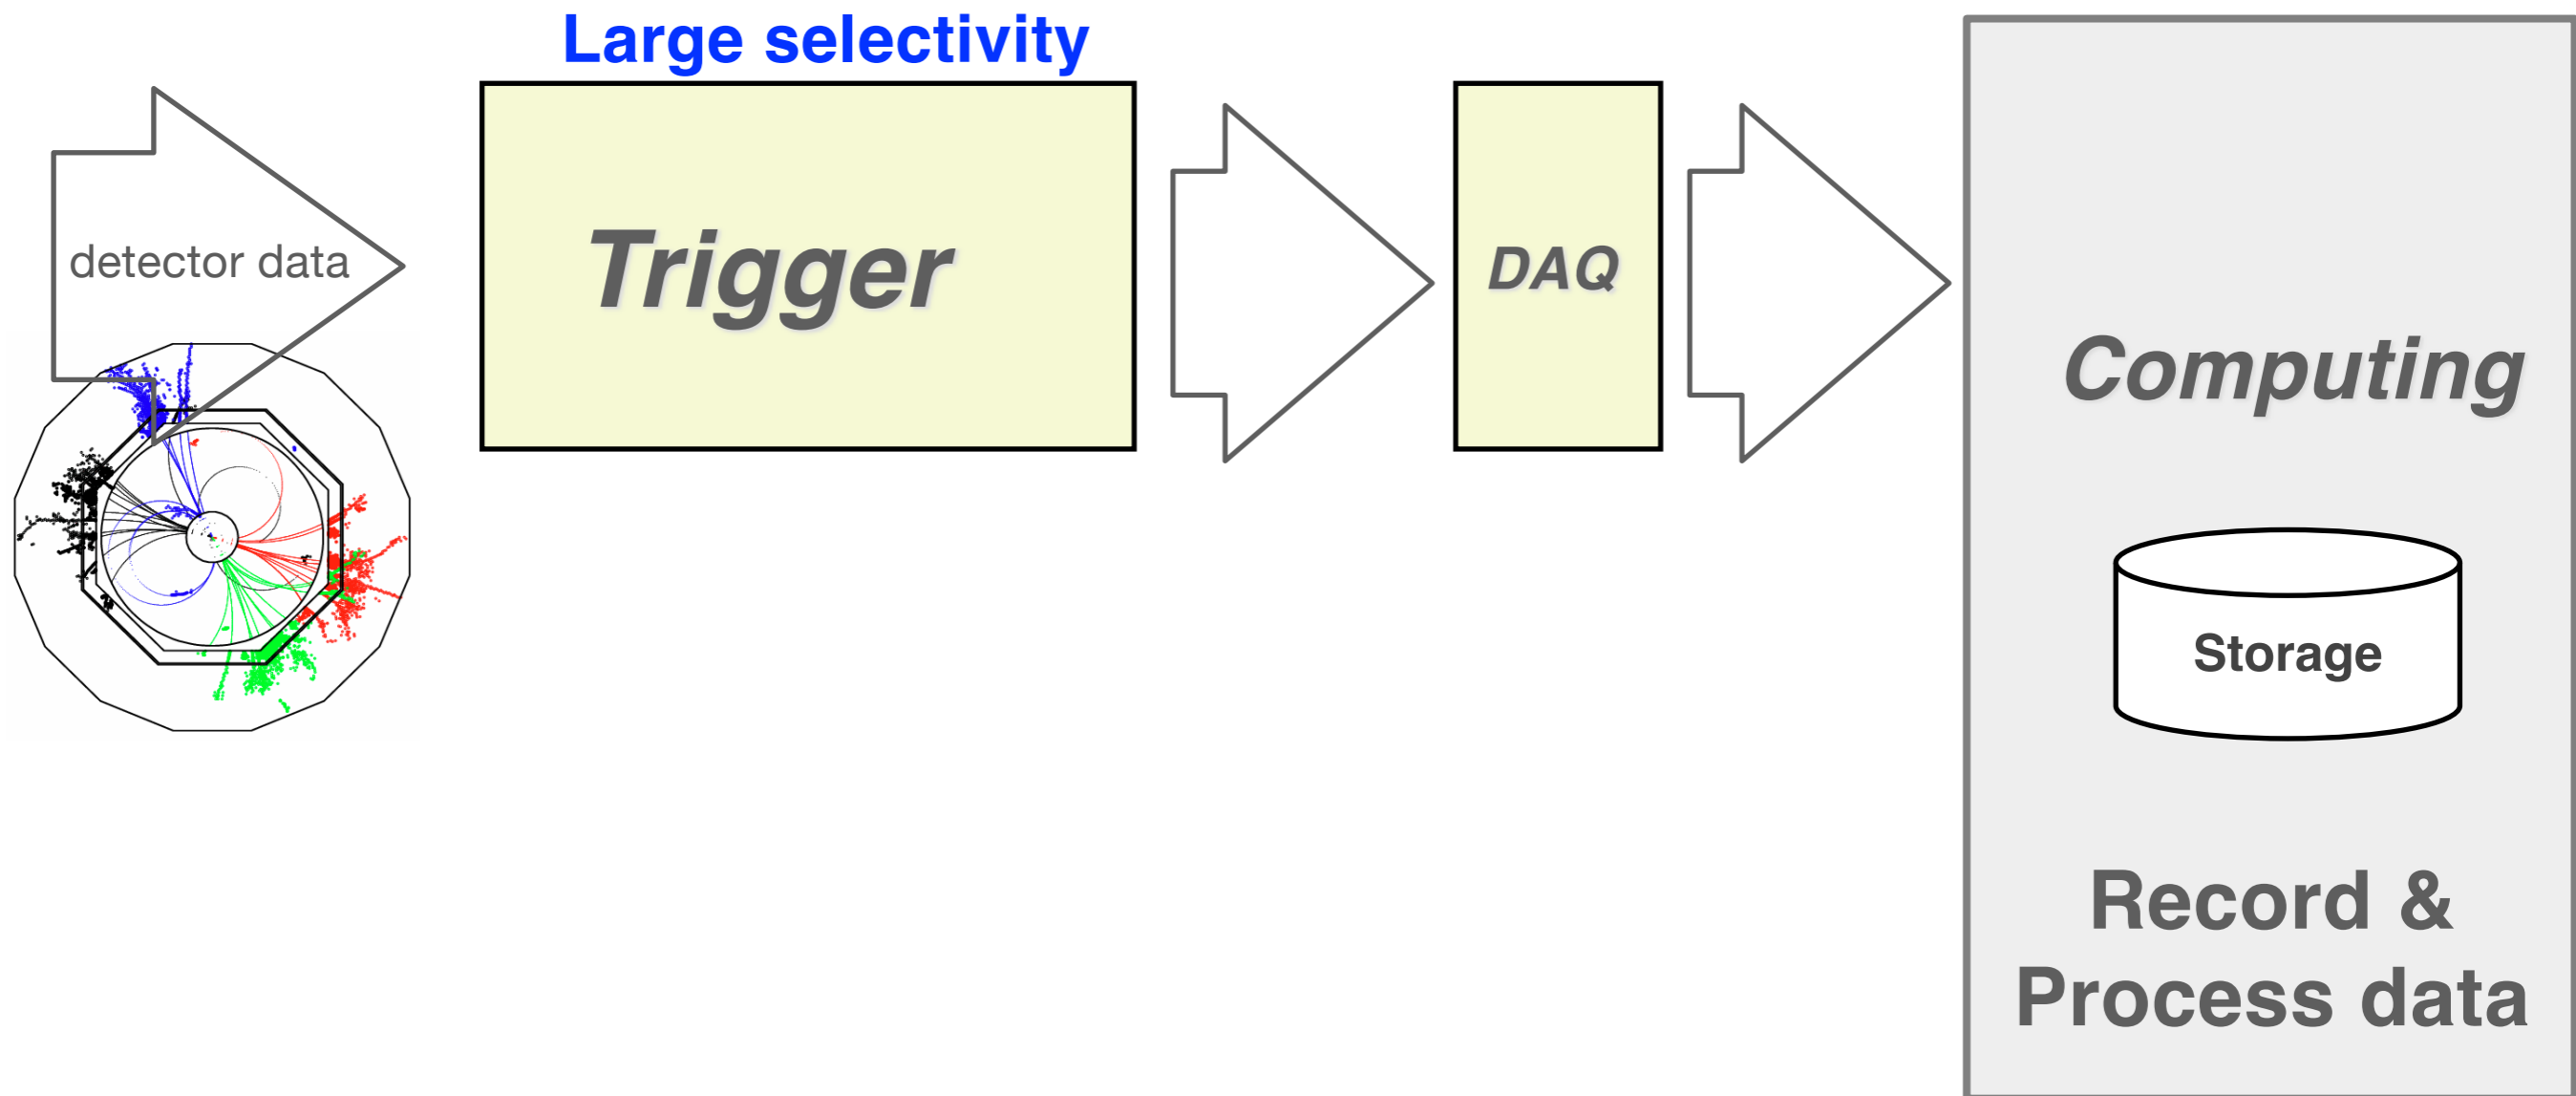 Large selectivity
detector data
Trigger
DAQ
Computing
Storage
Record &
Process data